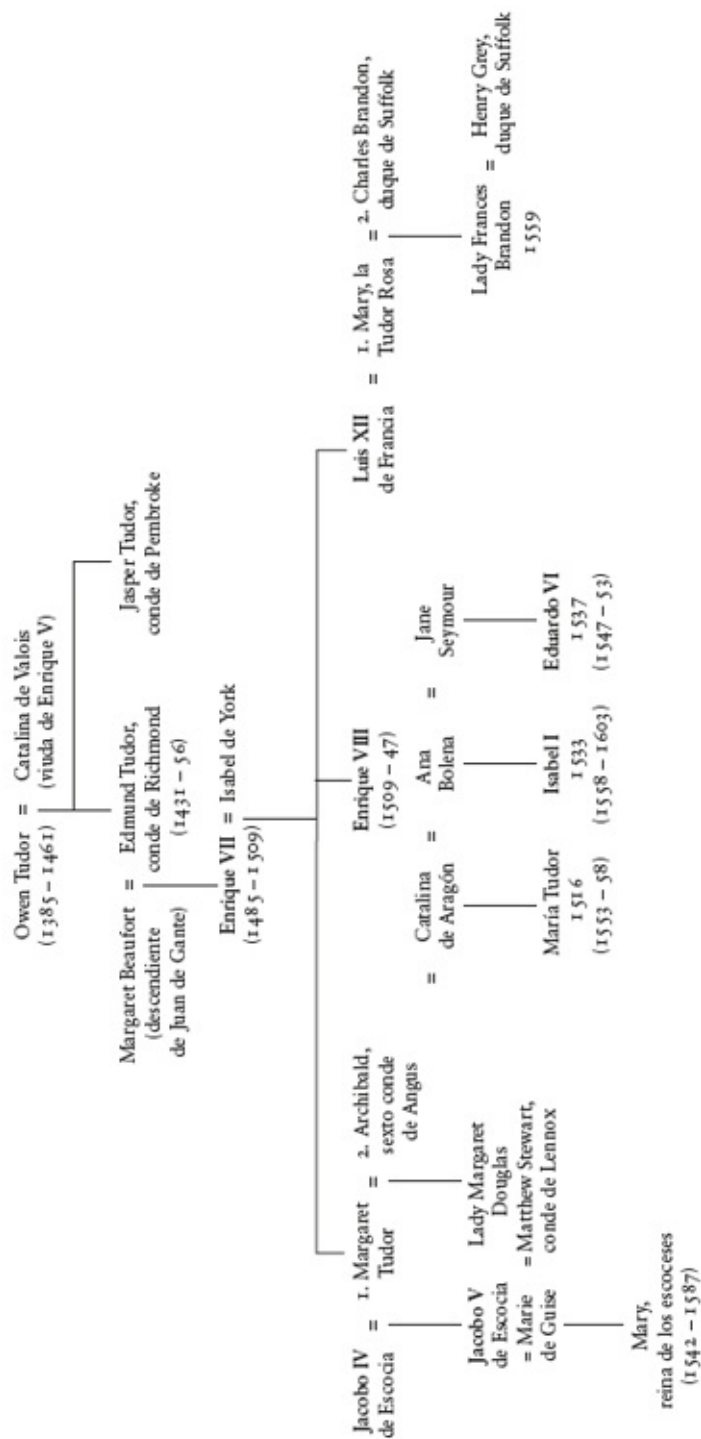 Owen Tudor = Catalina de Valois
(1385 – 1461) (viuda de Enrique V)
Margaret Beaufort = Edmund Tudor, Jasper Tudor,
(descendiente conde de Richmond conde de Pembroke
de Juan de Gante) (1431 – 56)
Enrique VII = Isabel de York
(1485 – 1509)
Jacobo IV = 1. Margaret = 2. Archibald, Enrique VIII Luis XII = 1. Mary, la = 2. Charles Brandon,
de Escocia Tudor sexto conde (1509 – 47) de Francia Tudor Rosa duque de Suffolk
de Angus
= Catalina = Ana = Jane
de Aragón Bolena Seymour
Jacobo V Lady Margaret María Tudor Isabel I Eduardo VI Lady Frances = Henry Grey,
de Escocia Douglas 1516 1533 1537 Brandon duque de Suffolk
= Marie = Matthew Stewart, (1553 – 58) (1558 – 1603) (1547 – 53) 1559
de Guise conde de Lennox
Mary,
reina de los escoceses
(1542 – 1587)